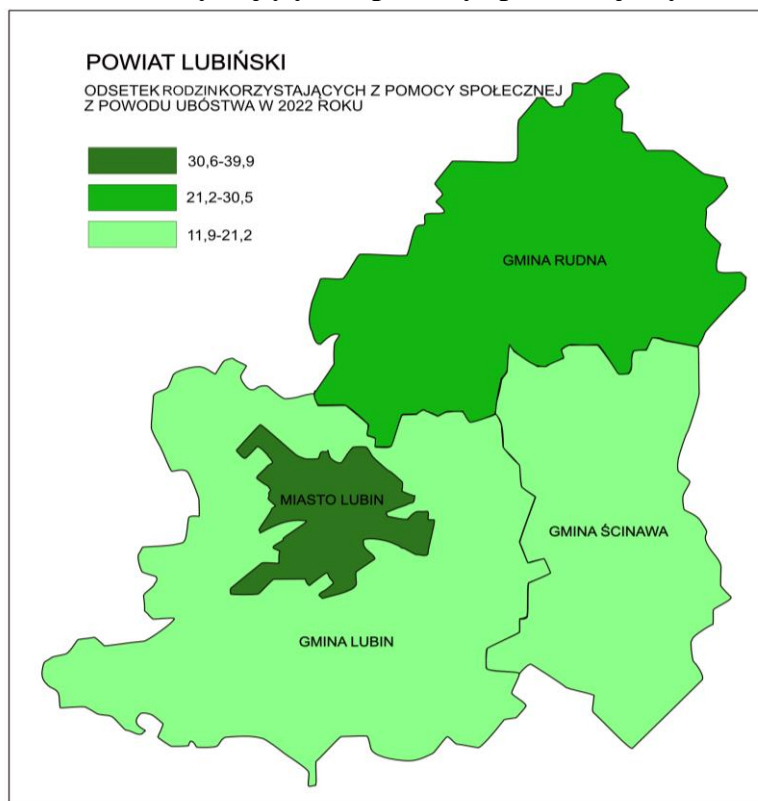 POWIAT LUBIŃSKI
ODSETEK RODZIN KORZYSTAJĄCYCH Z POMOCY SPOŁECZNEJ
Z POWODU UBÓSTWA W 2022 ROKU
30,6-39,9
21,2-30,5
11,9-21,2
GMINA RUDNA
MIASTO LUBIN
GMINA ŚCINAWA
GMINA LUBIN